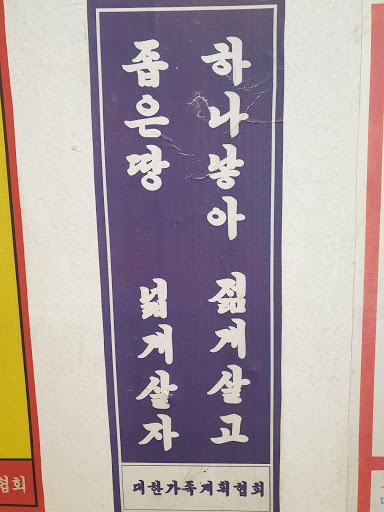 하나낳아 젊게살고
좁은땅 넓게살자
대한가족계획협회
협회